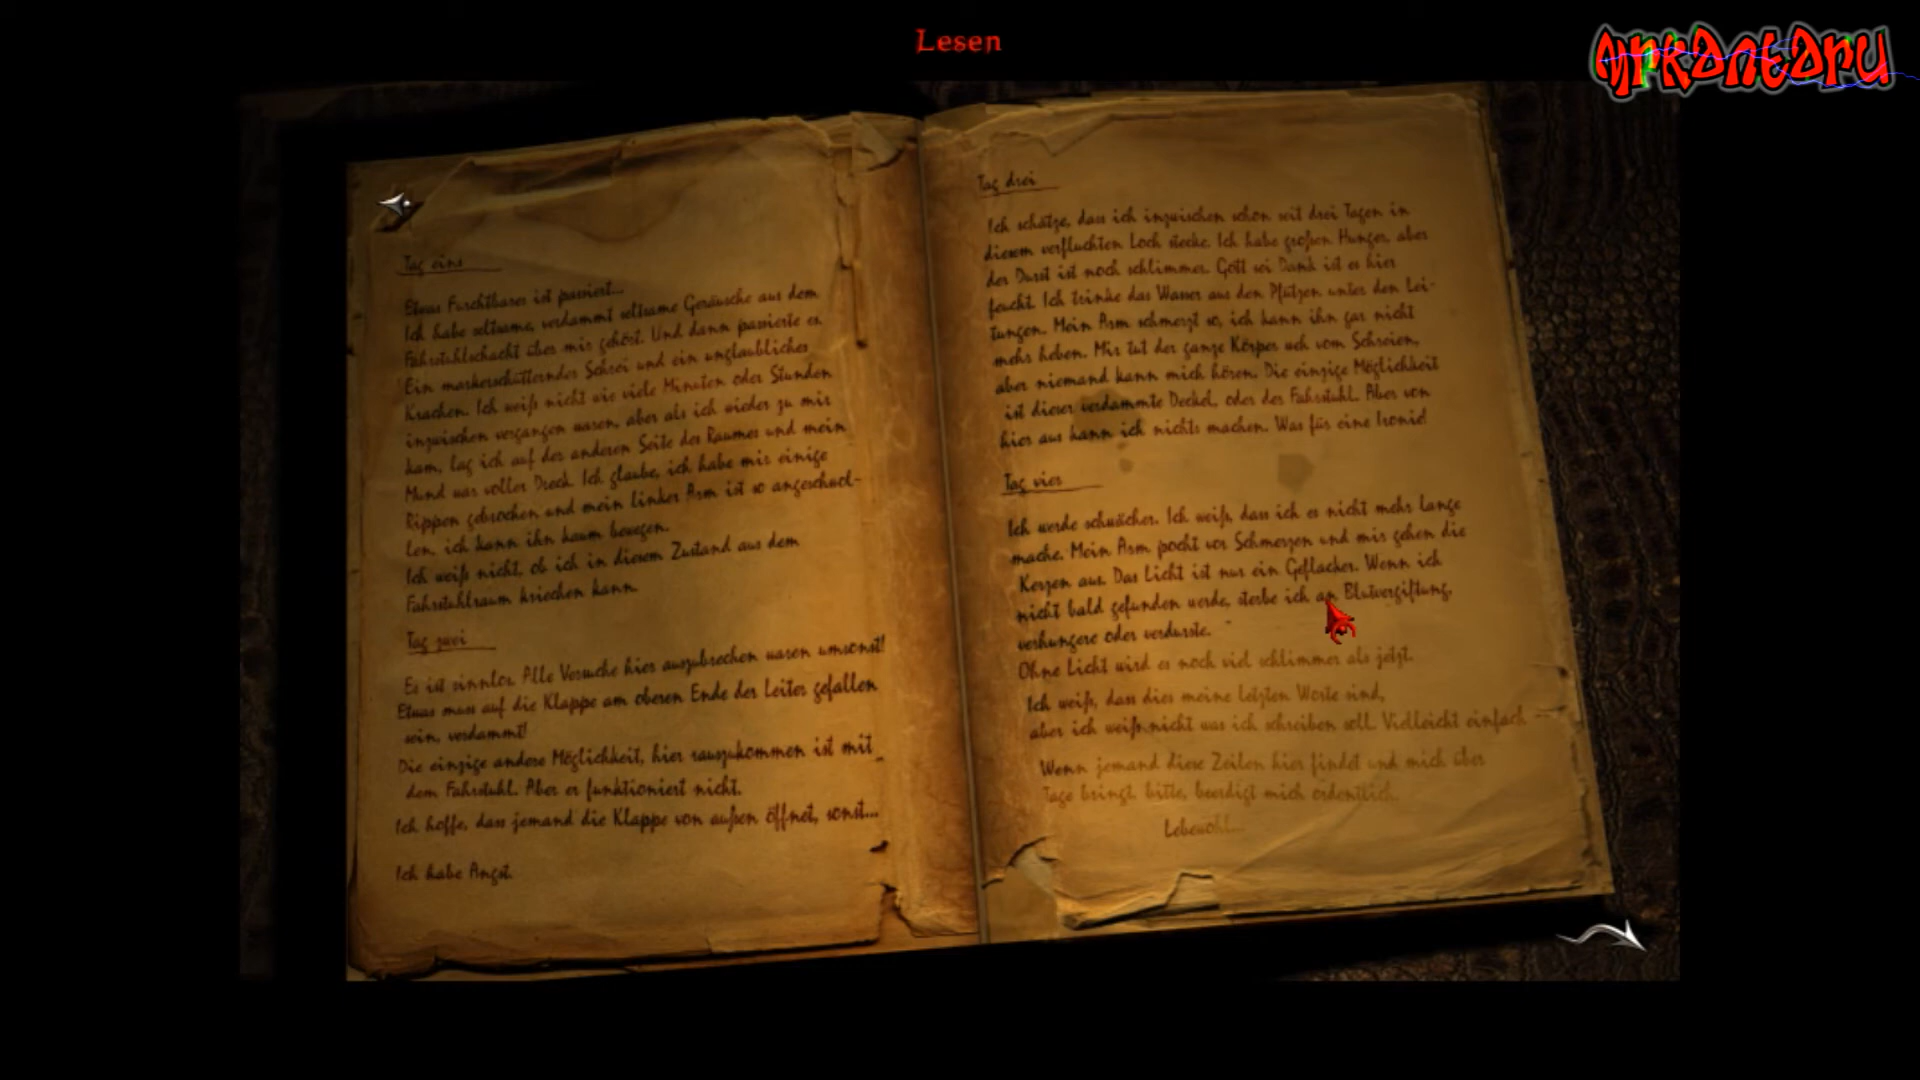 Lesen
arkantaru
Tag eins
Etwas Furchtbares ist passiert...
Ich habe seltsame, verdammt seltsame Geräusche aus dem
Fahrstuhlschacht über mir gehört. Und dann passierte es
Ein markerschütternder Schrei und ein unglaubliches
Krachen. Ich weiß nicht wie viele Minuten oder Stunden
inzwischen vergangen waren, aber als ich wieder zu mir
kam, lag ich auf der anderen Seite des Raumes und mein
Mund war voller Dreck. Ich glaube, ich habe mir einige
Rippen gebrochen und mein linker Arm ist so angeschwol-
len, ich kann ihn kaum bewegen.
Ich weiß nicht, ob ich in diesem Zustand aus dem
Fahrstuhlraum kriechen kann.
Tag zwei
Es ist sinnlos. Alle Versuche hier auszubrechen waren umsonst!
Etwas muss auf die Klappe am oberen Ende der Leiter gefallen
sein, verdammt!
Die einzige andere Möglichkeit, hier rauszukommen ist mit
dem Fahrstuhl. Aber er funktioniert nicht.
Ich hoffe, dass jemand die Klappe von außen öffnet, sonst...
Ich habe Angst.
Tag drei
Ich schätze, dass ich inzwischen schon seit drei Tagen in
diesem verfluchten Loch stecke. Ich habe großen Hunger, aber
der Durst ist noch schlimmer. Gott sei Dank ist es hier
feucht. Ich trinke das Wasser aus den Pfützen unter den Lei-
tungen. Mein Arm schmerzt so, ich kann ihn gar nicht
mehr heben. Mir tut der ganze Körper weh vom Schreien,
aber niemand kann mich hören. Die einzige Möglichkeit
ist dieser verdammte Deckel, oder der Fahrstuhl. Aber von
hier aus kann ich nichts machen. Was für eine Ironie!
Tag vier
Ich werde schwächer. Ich weiß, dass ich es nicht mehr lange
mache. Mein Arm pocht vor Schmerzen und mir gehen die
Kerzen aus. Das Licht ist nur ein Geflacker. Wenn ich
nicht bald gefunden werde, sterbe ich an Blutvergiftung,
verhungere oder verdurste.
Ohne Licht wird es noch viel schlimmer als jetzt.
Ich weiß, dass dies meine letzten Worte sind,
aber ich weiß nicht was ich schreiben soll. Vielleicht einfach
Wenn jemand diese Zeilen hier findet und mich über
Tage bringt, bitte, beerdigt mich ordentlich.
Lebewohl...